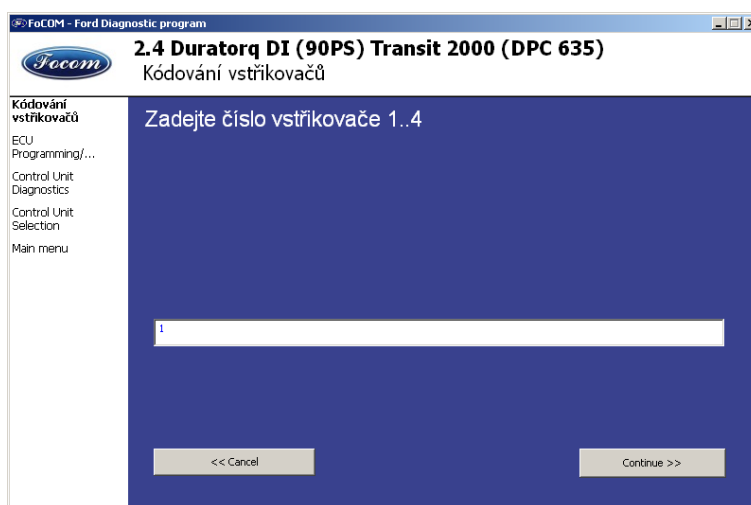 FoCOM - Ford Diagnostic program
Focom
2.4 Duratorq DI (90PS) Transit 2000 (DPC 635)
Kódování vstřikovačů
Kódování
vstřikovačů
ECU
Programming/...
Control Unit
Diagnostics
Control Unit
Selection
Main menu
Zadejte číslo vstřikovače 1..4
1
<< Cancel
Continue >>